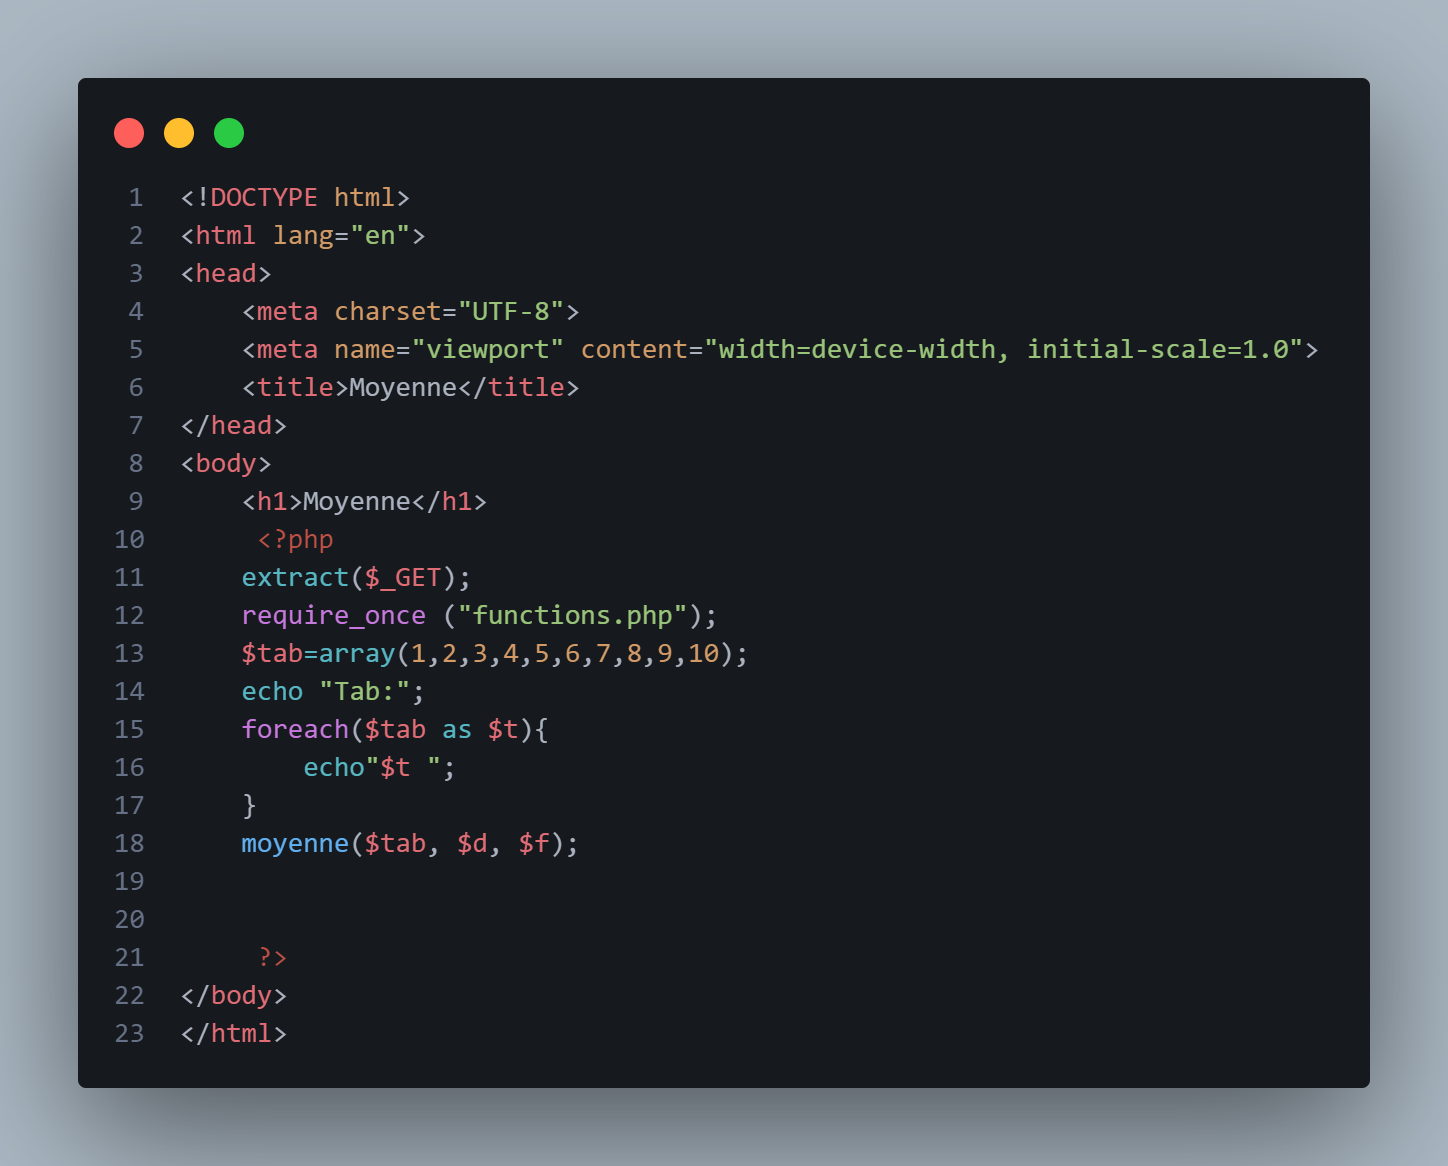 1 <!DOCTYPE html>
2 <html lang="en">
3 <head>
4     <meta charset="UTF-8">
5     <meta name="viewport" content="width=device-width, initial-scale=1.0">
6     <title>Moyenne</title>
7 </head>
8 <body>
9     <h1>Moyenne</h1>
10      <?php
11     extract($_GET);
12     require_once ("functions.php");
13     $tab=array(1,2,3,4,5,6,7,8,9,10);
14     echo "Tab:";
15     foreach($tab as $t){
16         echo"$t ";
17     }
18     moyenne($tab, $d, $f);
19
20
21      ?>
22 </body>
23 </html>